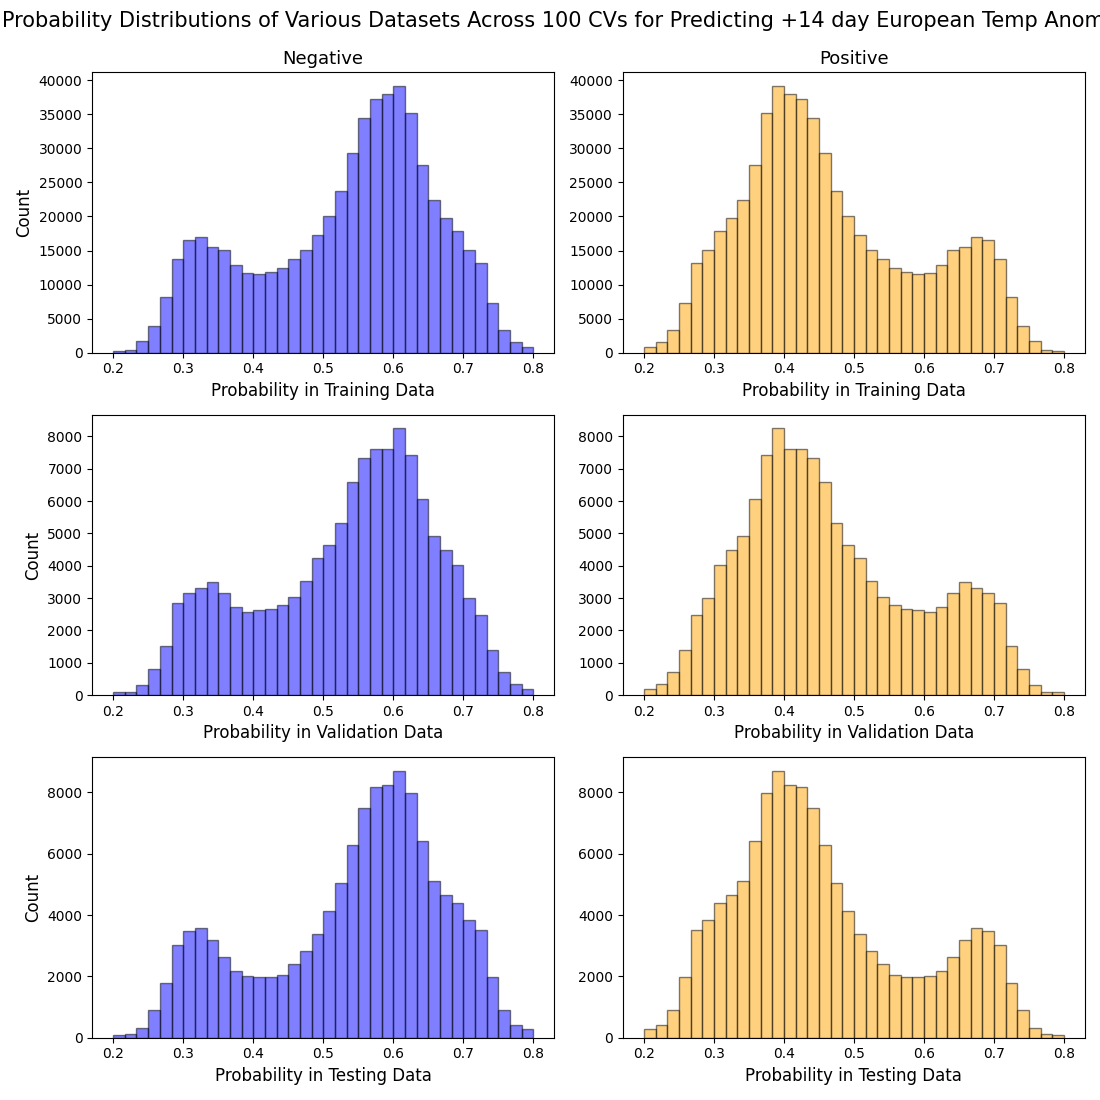 Probability Distributions of Various Datasets Across 100 CVs for Predicting +14 day European Temp Anom
Negative
Positive
40000
35000
30000
25000
20000
15000
10000
5000
0
Count
0.2 0.3 0.4 0.5 0.6 0.7 0.8
Probability in Training Data
40000
35000
30000
25000
20000
15000
10000
5000
0
0.2 0.3 0.4 0.5 0.6 0.7 0.8
Probability in Training Data
8000
7000
6000
5000
4000
3000
2000
1000
0
Count
0.2 0.3 0.4 0.5 0.6 0.7 0.8
Probability in Validation Data
8000
7000
6000
5000
4000
3000
2000
1000
0
0.2 0.3 0.4 0.5 0.6 0.7 0.8
Probability in Validation Data
8000
6000
4000
2000
0
Count
0.2 0.3 0.4 0.5 0.6 0.7 0.8
Probability in Testing Data
8000
6000
4000
2000
0
0.2 0.3 0.4 0.5 0.6 0.7 0.8
Probability in Testing Data